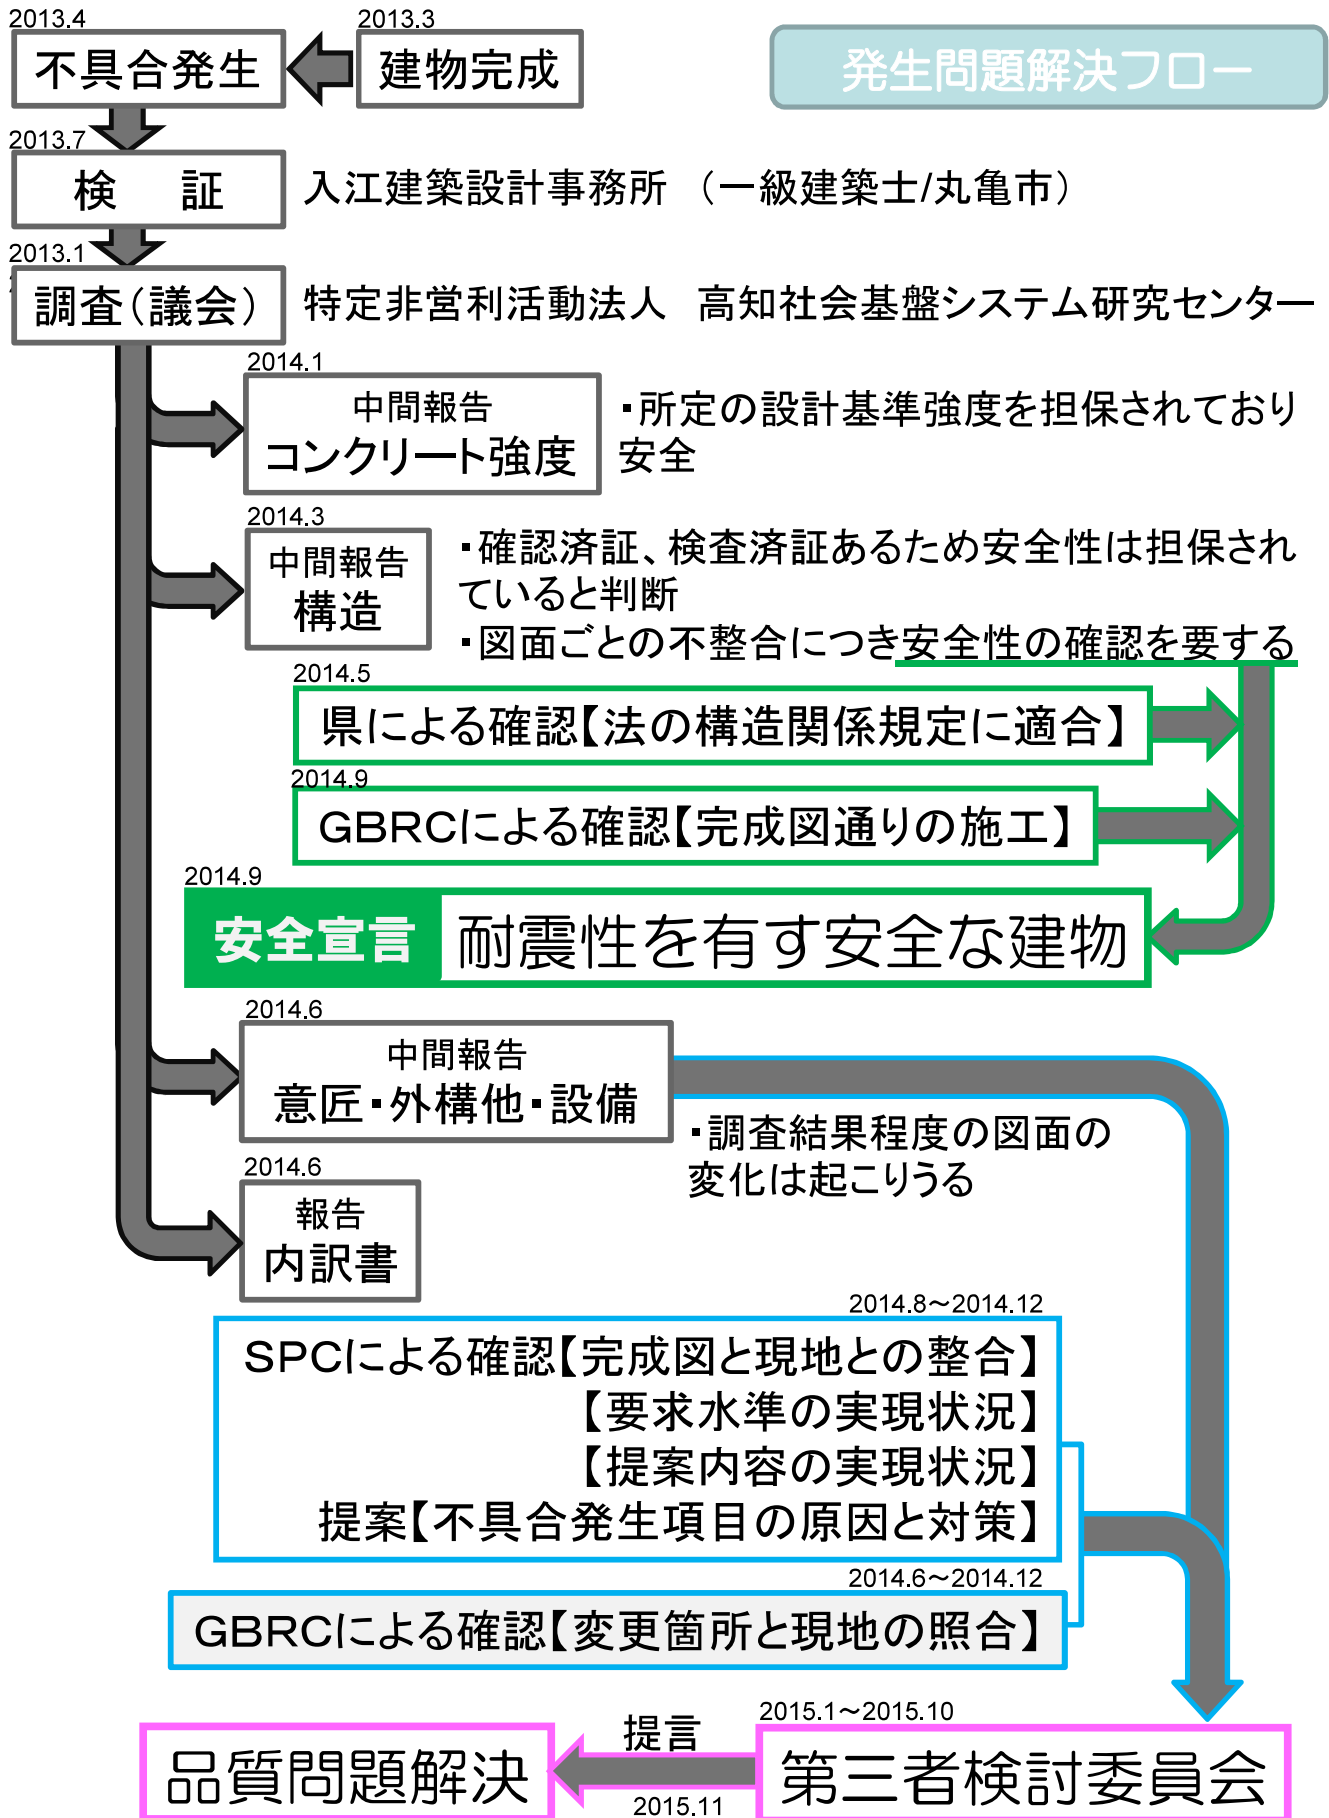 発生問題解決フロー
2013.3
建物完成
2013.4
不具合発生
2013.7
検　証
入江建築設計事務所　（一級建築士/丸亀市）
2013.1
調査（議会）
特定非営利活動法人　高知社会基盤システム研究センター
2014.1
中間報告
コンクリート強度
・所定の設計基準強度を担保されており
安全
2014.3
中間報告
構造
・確認済証、検査済証あるため安全性は担保され
ていると判断
・図面ごとの不整合につき安全性の確認を要する
2014.5
県による確認【法の構造関係規定に適合】
2014.9
GBRCによる確認【完成図通りの施工】
2014.9
安全宣言 耐震性を有す安全な建物
2014.6
中間報告
意匠・外構他・設備
・調査結果程度の図面の
変化は起こりうる
2014.6
報告
内訳書
2014.8～2014.12
SPCによる確認【完成図と現地との整合】
【要求水準の実現状況】
【提案内容の実現状況】
提案【不具合発生項目の原因と対策】
2014.6～2014.12
GBRCによる確認【変更箇所と現地の照合】
2015.1～2015.10
第三者検討委員会
提言
2015.11
品質問題解決